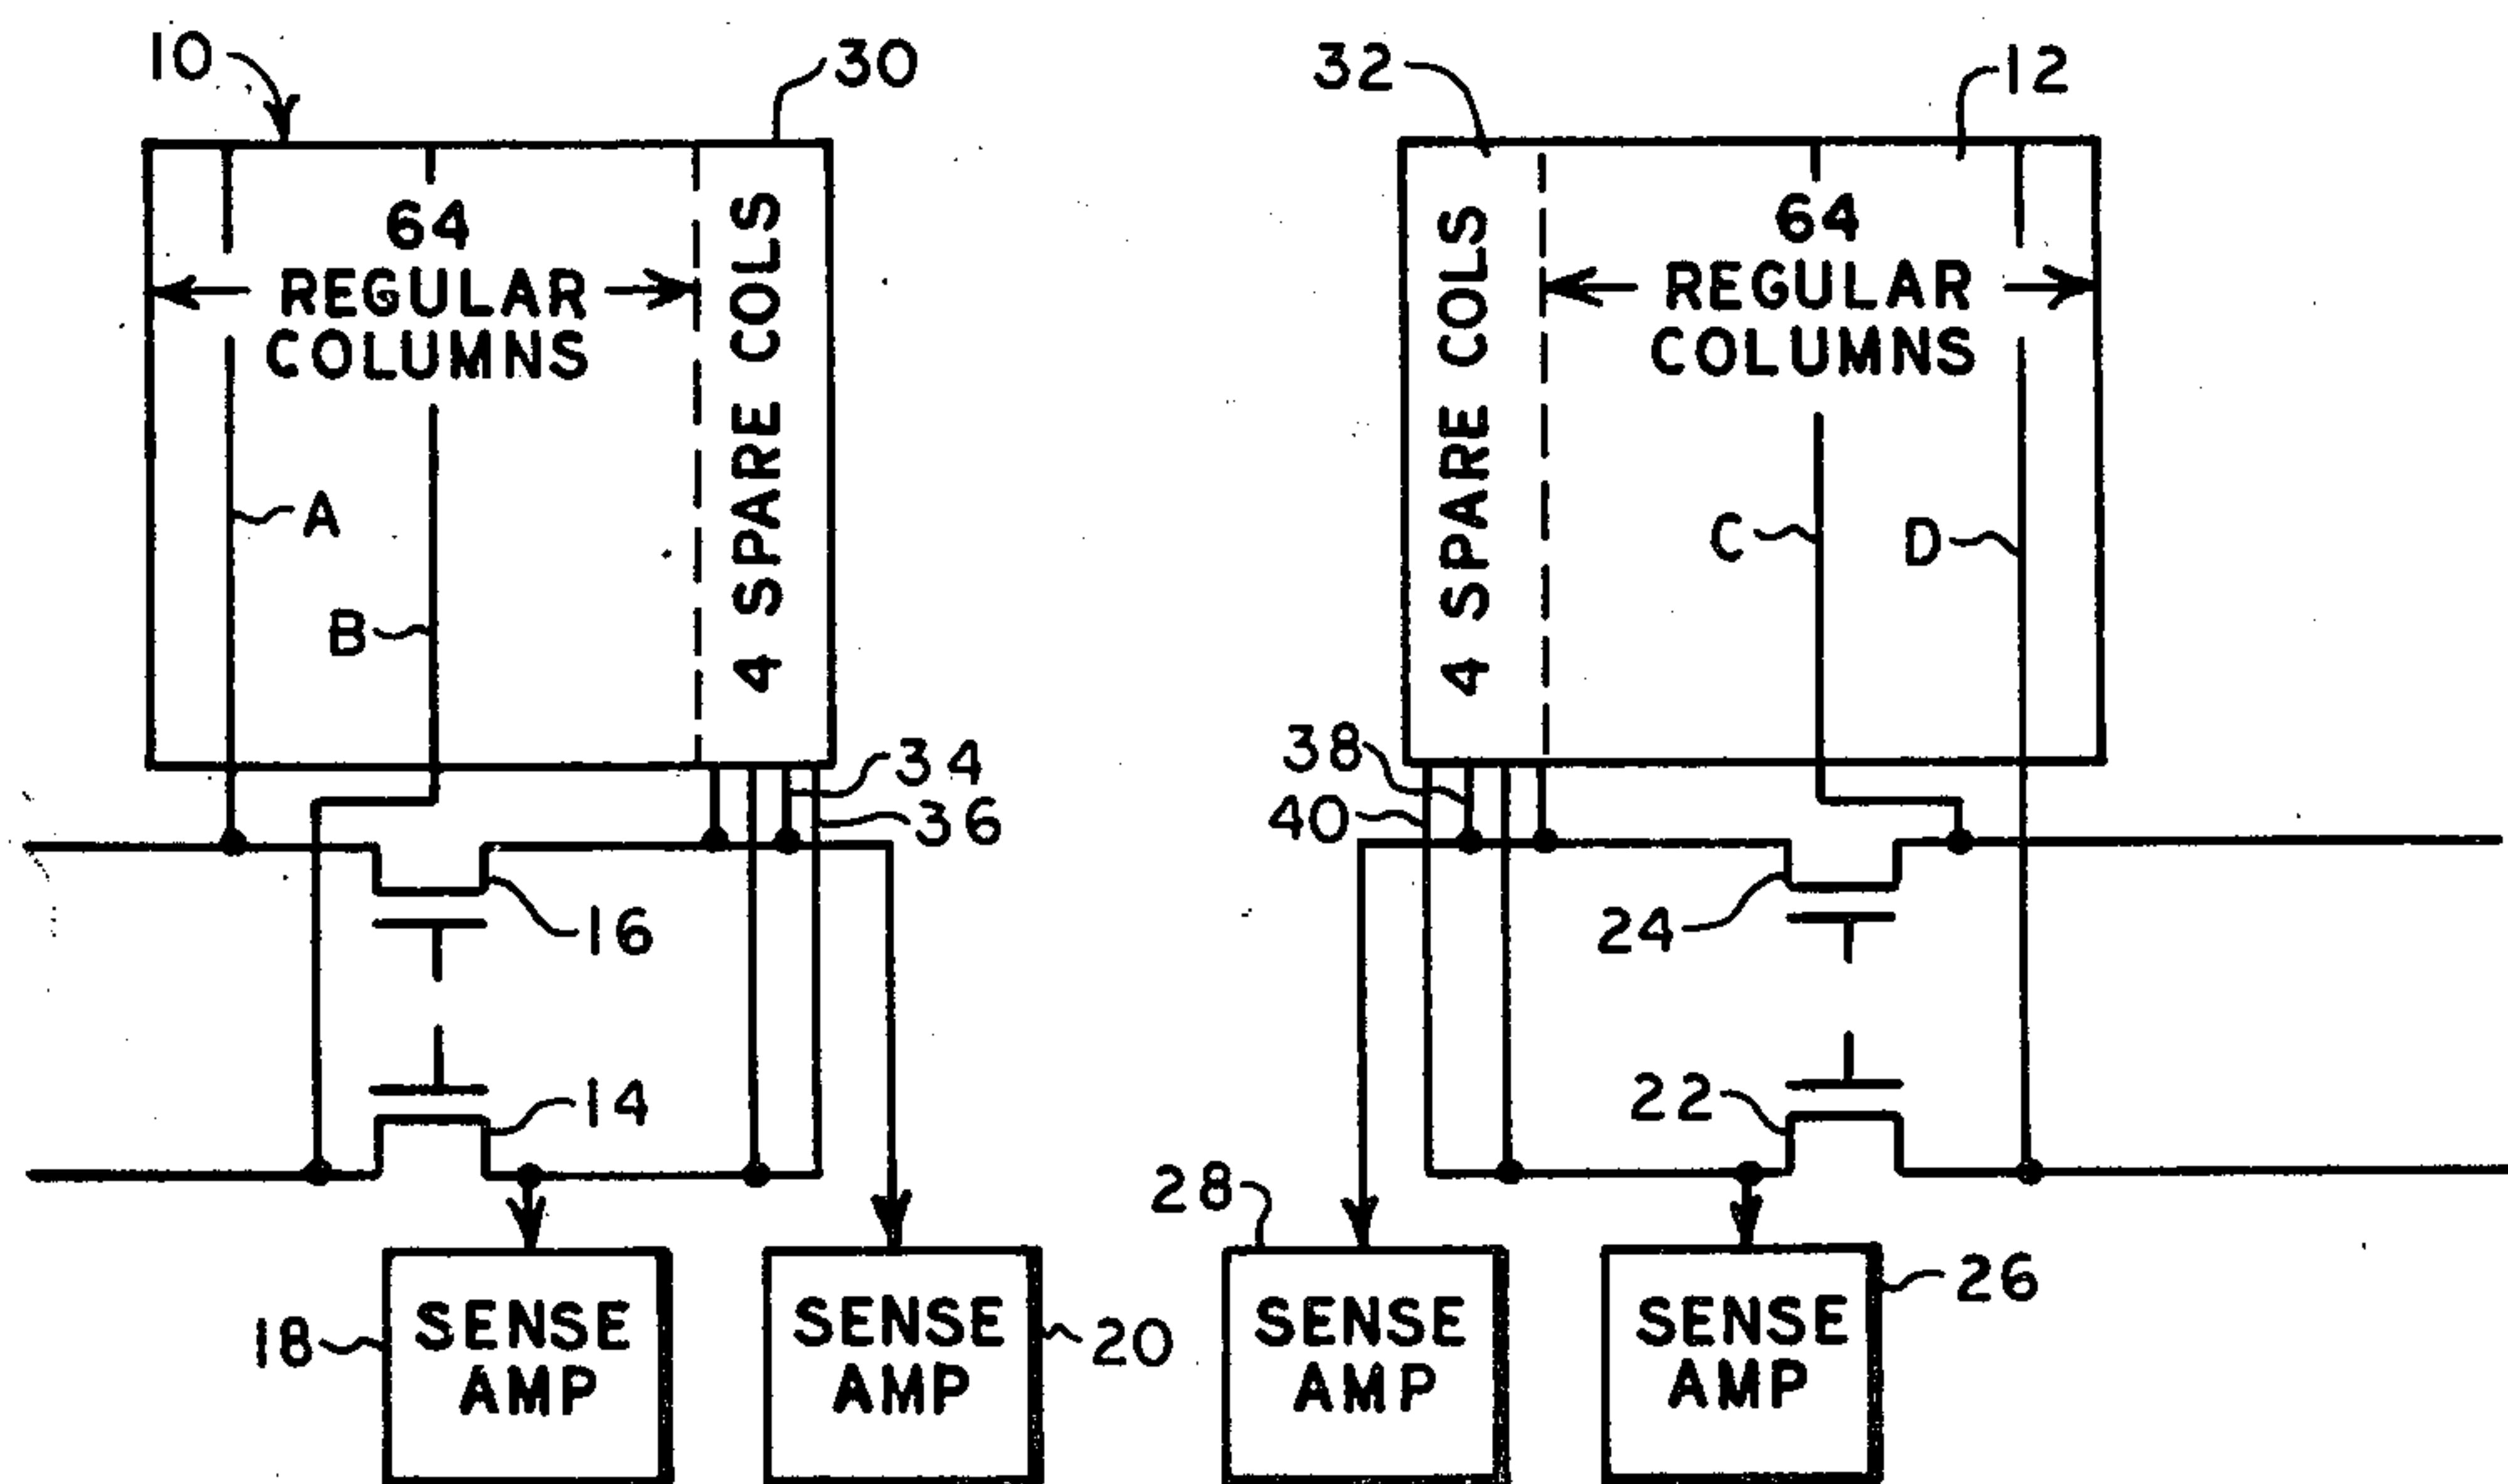 10
30
32
12
64
REGULAR
COLUMNS
4 SPARE COLS
4 SPARE COLS
64
REGULAR
COLUMNS
A
B
C
D
34
36
38
40
16
24
14
22
28
26
18
SENSE
AMP
SENSE
AMP
20
SENSE
AMP
SENSE
AMP